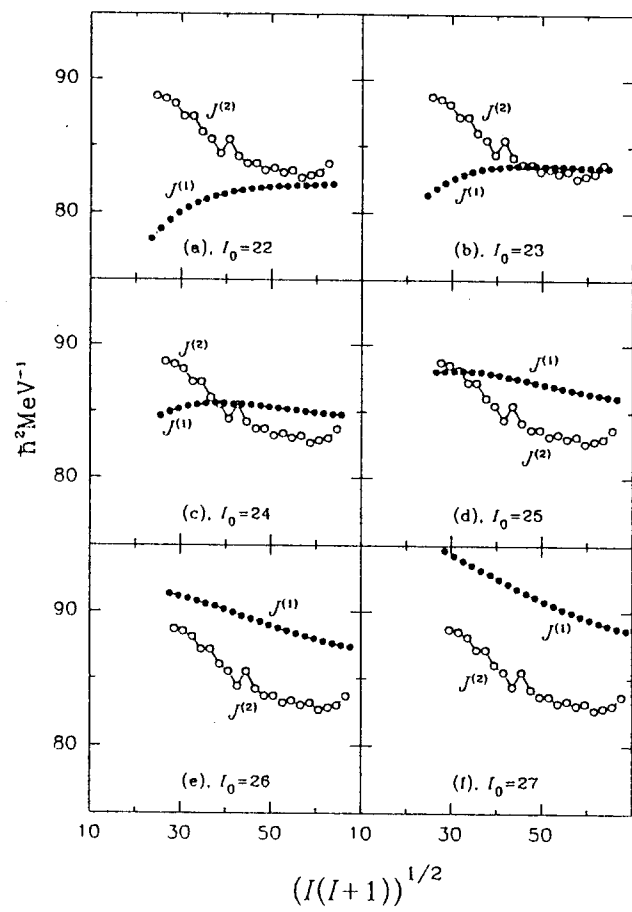 90
80
J(2)
J(1)
(a), I₀=22
J(2)
J(1)
(b), I₀=23
ħ²MeV⁻¹
90
80
J(2)
J(1)
(c), I₀=24
J(1)
J(2)
(d), I₀=25
90
80
J(1)
J(2)
(e), I₀=26
J(1)
J(2)
(f), I₀=27
10 30 50 10 30 50
(I(I+1))^1/2